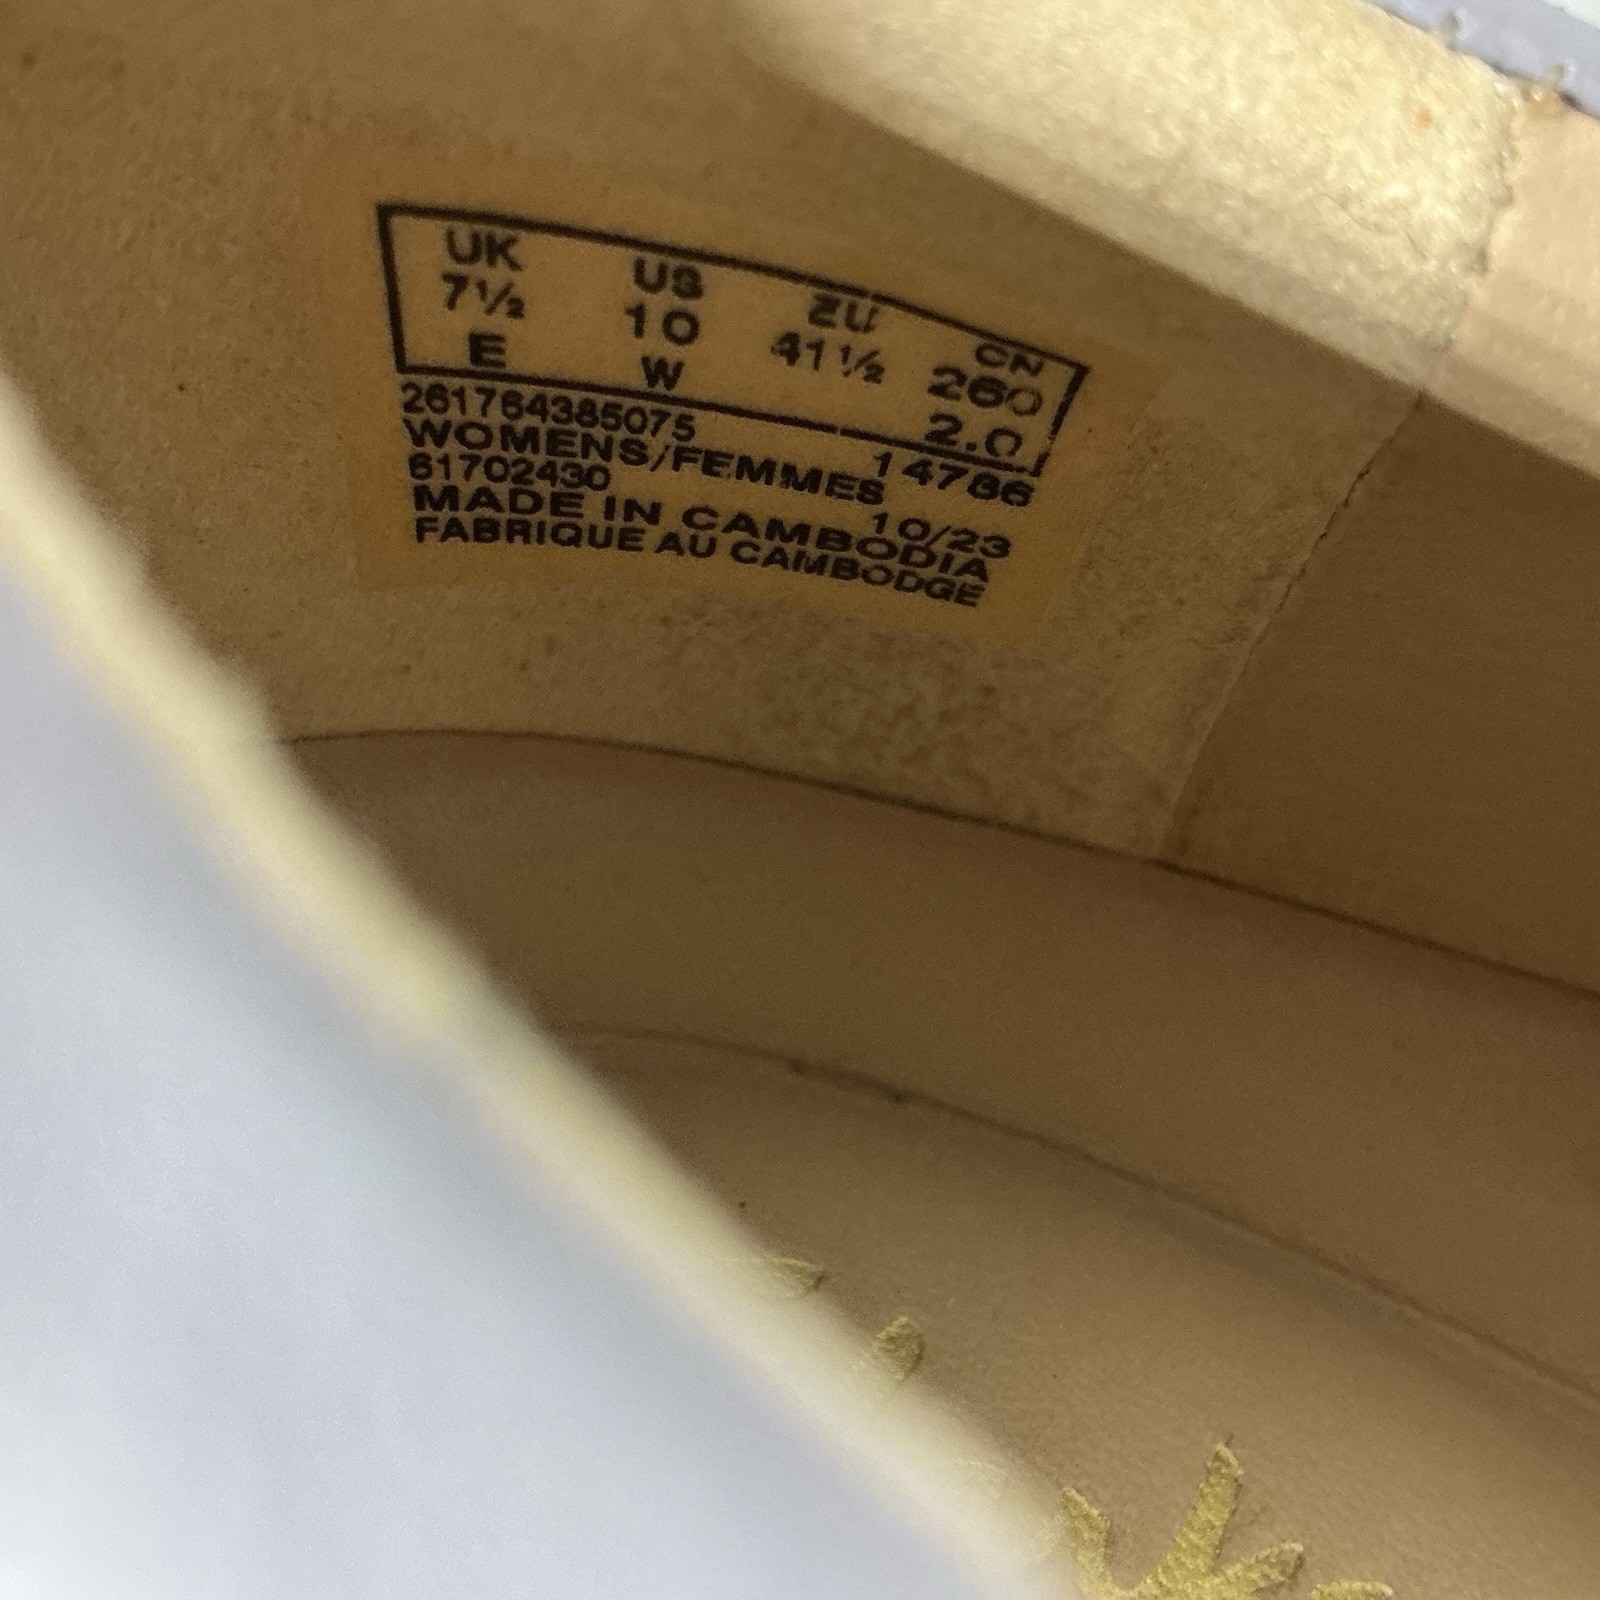 UK US EU CN
7½ 10 41½ 260
E W 2.0
261764385075 14786
WOMENS/FEMMES
61702430 10/23
MADE IN CAMBODIA
FABRIQUE AU CAMBODGE